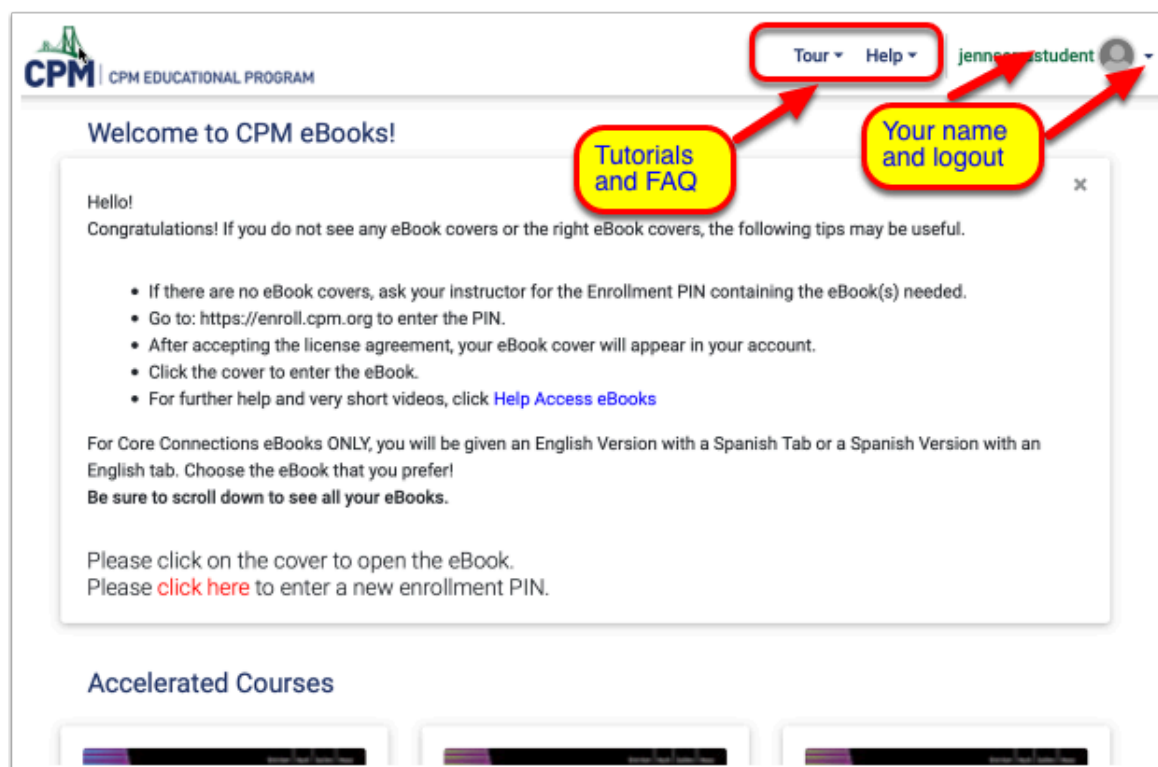 CPM CPM EDUCATIONAL PROGRAM
Tour Help student
Welcome to CPM eBooks!
Tutorials
and FAQ
Your name
and logout
×
Hello!
Congratulations! If you do not see any eBook covers or the right eBook covers, the following tips may be useful.
• If there are no eBook covers, ask your instructor for the Enrollment PIN containing the eBook(s) needed.
• Go to: https://enroll.cpm.org to enter the PIN.
• After accepting the license agreement, your eBook cover will appear in your account.
• Click the cover to enter the eBook.
• For further help and very short videos, click Help Access eBooks
For Core Connections eBooks ONLY, you will be given an English Version with a Spanish Tab or a Spanish Version with an
English tab. Choose the eBook that you prefer!
Be sure to scroll down to see all your eBooks.
Please click on the cover to open the eBook.
Please click here to enter a new enrollment PIN.
Accelerated Courses